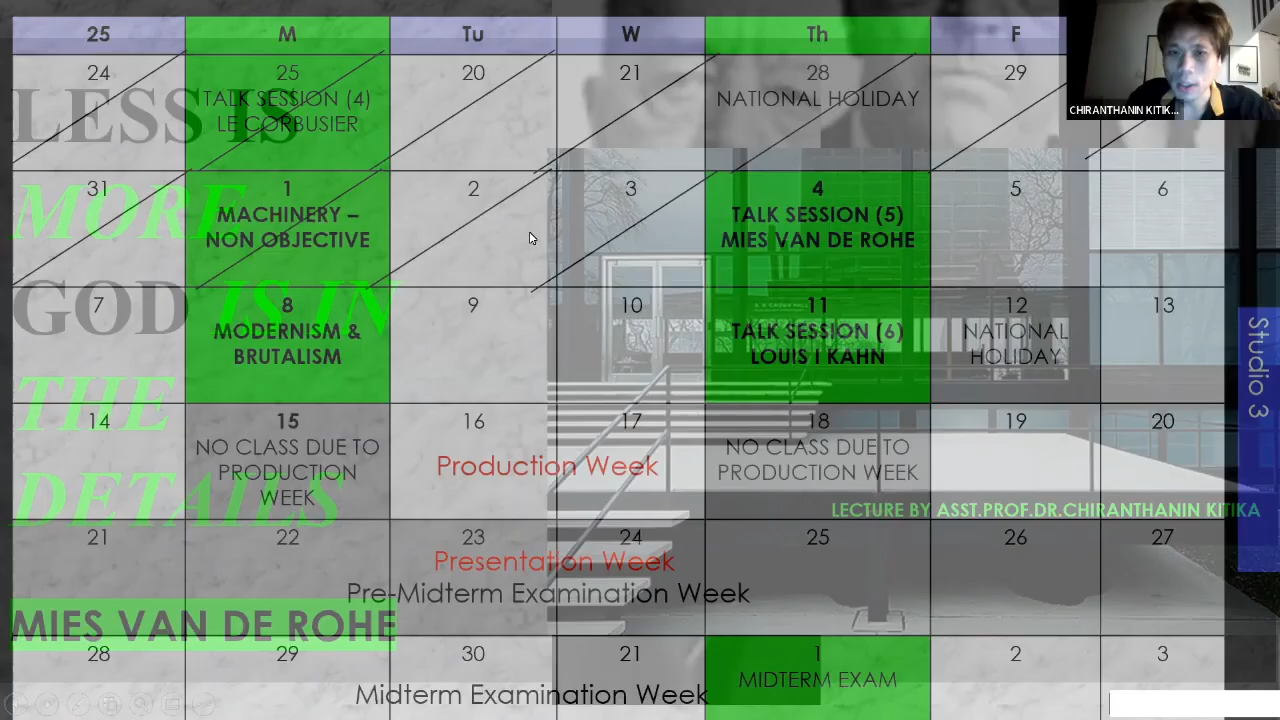 25 M Tu W Th F
24 25 20 21 28 29
TALK SESSION (4)
LE CORBUSIER
NATIONAL HOLIDAY
LESS IS
31 1 2 3 4 5 6
MACHINERY –
NON OBJECTIVE
TALK SESSION (5)
MIES VAN DE ROHE
MORE
7 8 9 10 11 12 13
MODERNISM &
BRUTALISM
TALK SESSION (6)
LOUIS I KAHN
NATIONAL
HOLIDAY
GOD IS IN
14 15 16 17 18 19 20
NO CLASS DUE TO
PRODUCTION
WEEK
Production Week
NO CLASS DUE TO
PRODUCTION WEEK
THE
DETAILS
LECTURE BY ASST.PROF.DR.CHIRANTHANIN KITIKA
21 22 23 24 25 26 27
Presentation Week
Pre-Midterm Examination Week
MIES VAN DE ROHE
28 29 30 21 1 2 3
Midterm Examination Week
MIDTERM EXAM
Studio 3
CHIRANTHANIN KITIK...